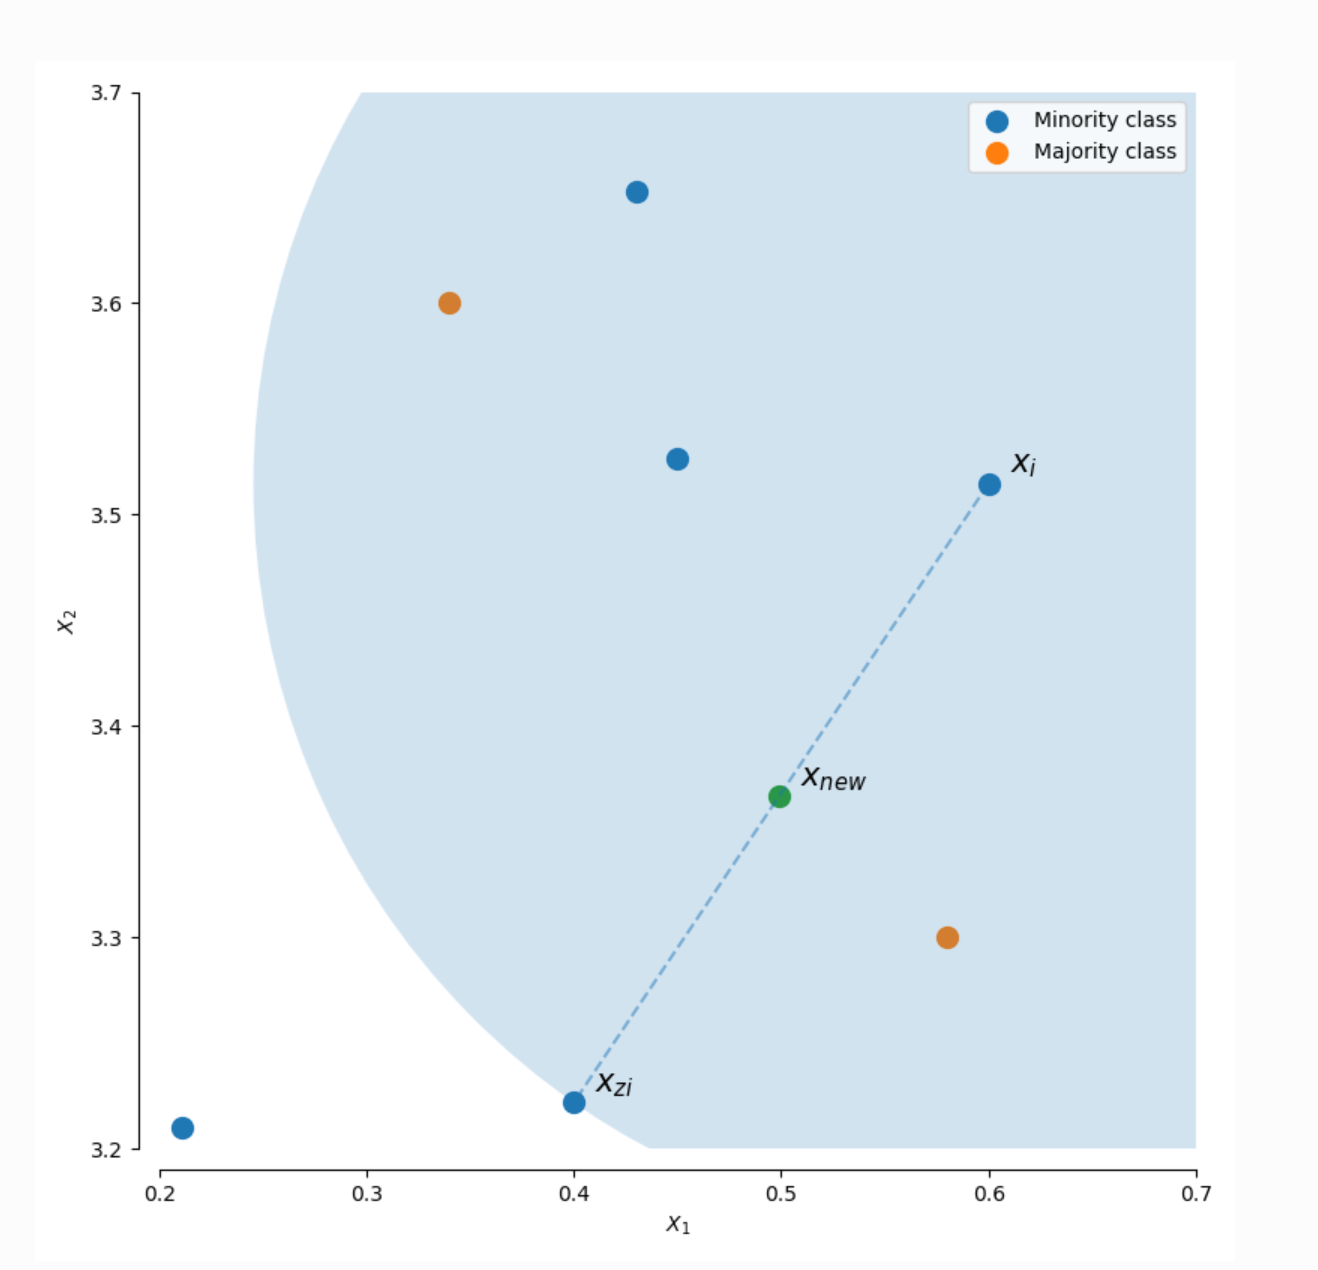 3.7
Minority class
Majority class
3.6
xᵢ
3.5
X₂
3.4
xₙₑw
3.3
x_zi
3.2
0.2 0.3 0.4 0.5 0.6 0.7
X₁